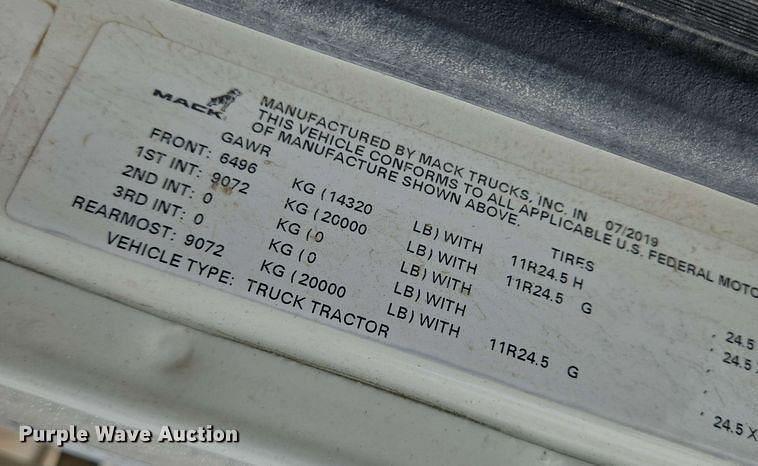 MACK MANUFACTURED BY MACK TRUCKS, INC. IN 07/2019
THIS VEHICLE CONFORMS TO ALL APPLICABLE U.S. FEDERAL MOTO
OF MANUFACTURE SHOWN ABOVE.
GAWR TIRES
FRONT: 6496 KG (14320 LB) WITH 11R24.5 H , 24.5
1ST INT: 9072 KG (20000 LB) WITH 11R24.5 G , 24.5
2ND INT: 0 KG (0 LB) WITH ,
3RD INT: 0 KG (0 LB) WITH ,
REARMOST: 9072 KG (20000 LB) WITH 11R24.5 G , 24.5 X
VEHICLE TYPE: TRUCK TRACTOR
Purple Wave Auction